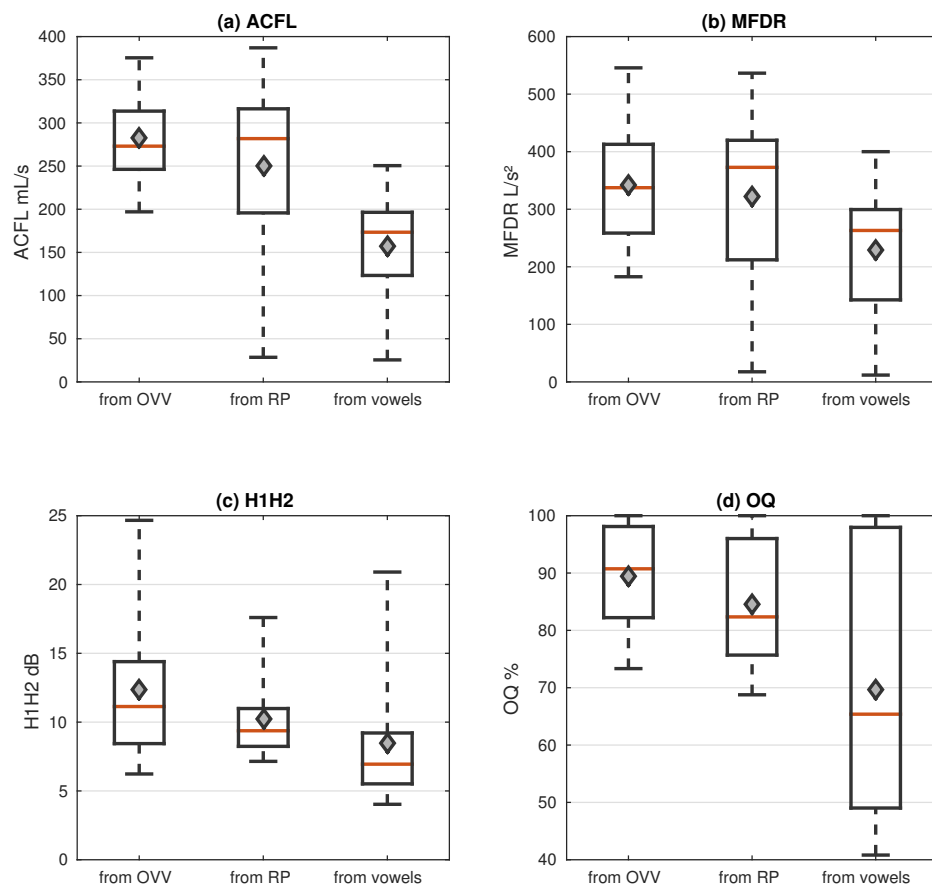 (a) ACFL
400
350
300
250
200
150
100
50
0
ACFL mL/s
from OVV from RP from vowels
(b) MFDR
600
500
400
300
200
100
0
MFDR L/s²
from OVV from RP from vowels
(c) H1H2
25
20
15
10
5
0
H1H2 dB
from OVV from RP from vowels
(d) OQ
100
90
80
70
60
50
40
OQ %
from OVV from RP from vowels